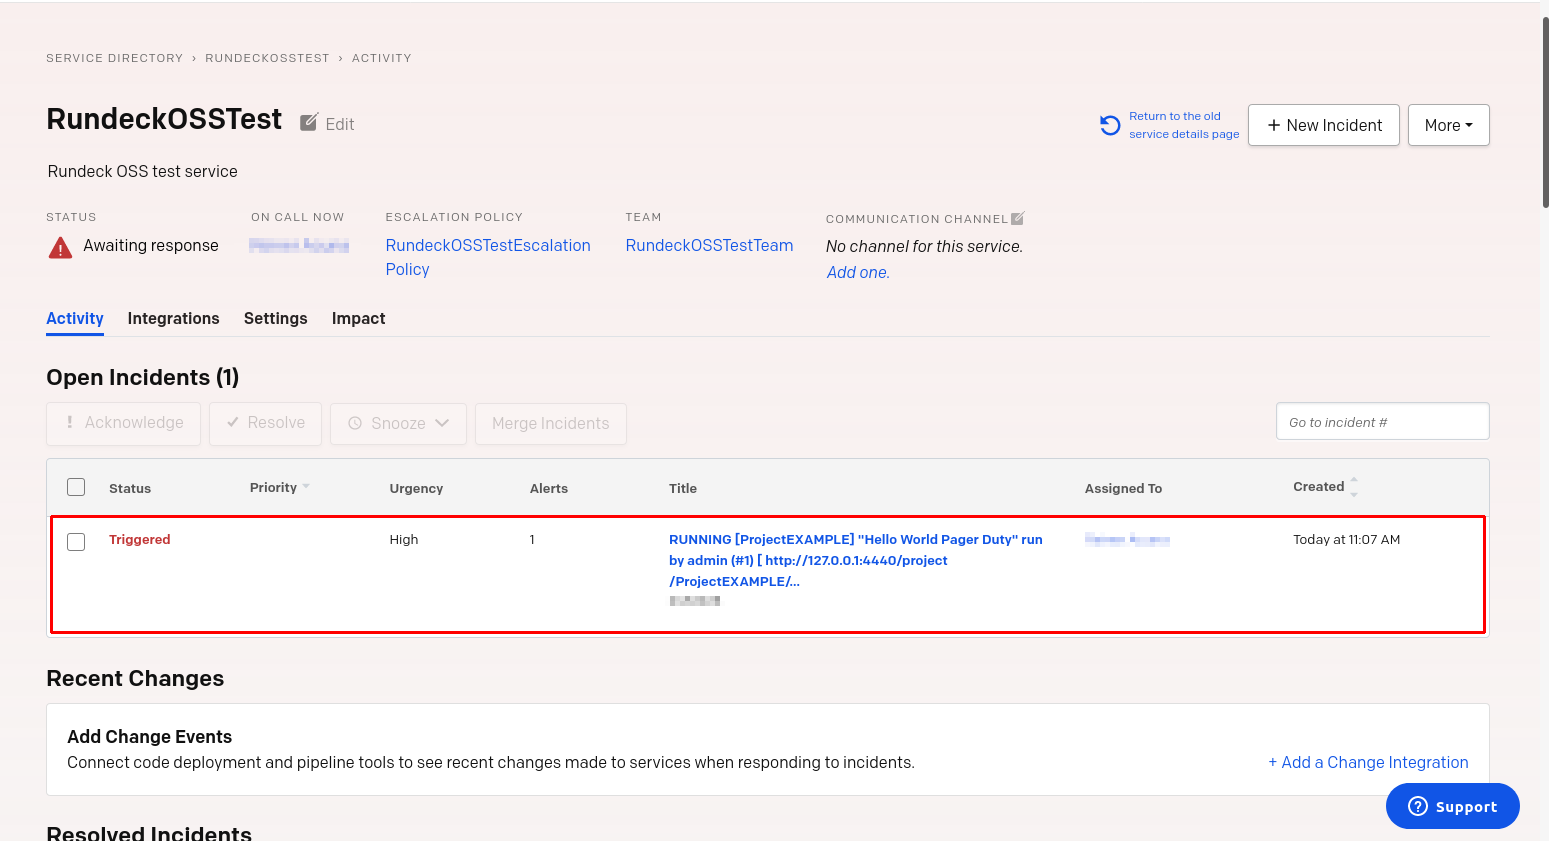 SERVICE DIRECTORY › RUNDECKOSSTEST › ACTIVITY
RundeckOSSTest Edit
Return to the old
service details page
+ New Incident
More
Rundeck OSS test service
STATUS
Awaiting response
ON CALL NOW
ESCALATION POLICY
RundeckOSSTestEscalation
Policy
TEAM
RundeckOSSTestTeam
COMMUNICATION CHANNEL
No channel for this service.
Add one.
Activity Integrations Settings Impact
Open Incidents (1)
Acknowledge Resolve Snooze Merge Incidents
Go to incident #
Status Priority Urgency Alerts Title Assigned To Created
Triggered High 1 RUNNING [ProjectEXAMPLE] "Hello World Pager Duty" run Today at 11:07 AM
by admin (#1) [ http://127.0.0.1:4440/project
/ProjectEXAMPLE/...
Recent Changes
Add Change Events
Connect code deployment and pipeline tools to see recent changes made to services when responding to incidents.
+ Add a Change Integration
Support
Resolved Incidents